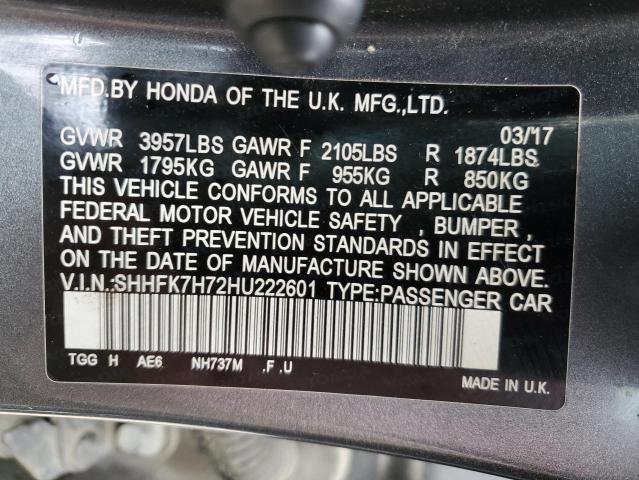 MFD.BY HONDA OF THE U.K. MFG.,LTD.
03/17
GVWR 3957LBS GAWR F 2105LBS R 1874LBS
GVWR 1795KG GAWR F 955KG R 850KG
THIS VEHICLE CONFORMS TO ALL APPLICABLE
FEDERAL MOTOR VEHICLE SAFETY , BUMPER ,
AND THEFT PREVENTION STANDARDS IN EFFECT
ON THE DATE OF MANUFACTURE SHOWN ABOVE.
V.I.N.:SHHFK7H72HU222601 TYPE:PASSENGER CAR
TGG H AE6 NH737M .F .U
MADE IN U.K.